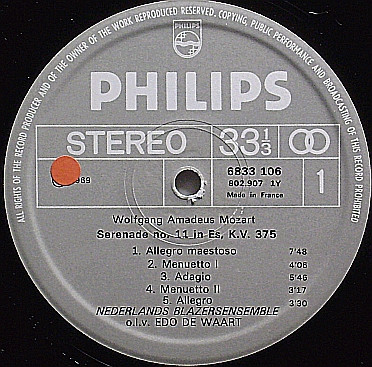 ALL RIGHTS OF THE RECORD PRODUCER AND OF THE OWNER OF THE WORK REPRODUCED RESERVED. COPYING, PUBLIC PERFORMANCE AND BROADCASTING OF THIS RECORD PROHIBITED
PHILIPS
PHILIPS
STEREO 33⅓
1
6833 106
802.907 1Y
Made in France
Wolfgang Amadeus Mozart
Serenade no. 11 in Es, K.V. 375
1. Allegro maestoso 7'48
2. Menuetto I 4'06
3. Adagio 5'46
4. Menuetto II 3'17
5. Allegro 3'30
NEDERLANDS BLAZERSENSEMBLE
o.l.v. EDO DE WAART